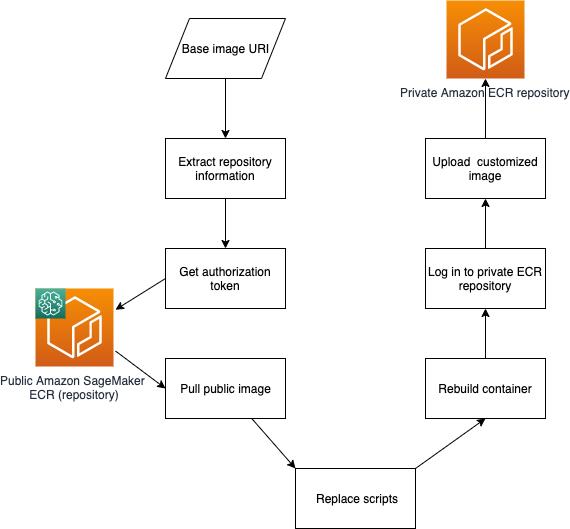 Base image URI
Private Amazon ECR repository
Extract repository
information
Upload customized
image
Get authorization
token
Log in to private ECR
repository
Public Amazon SageMaker
ECR (repository)
Pull public image
Rebuild container
Replace scripts